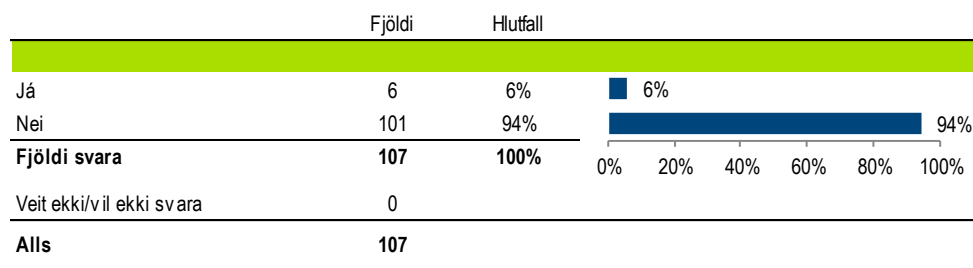 Fjöldi Hlutfall
Já 6 6% 6%
Nei 101 94% 94%
Fjöldi svara 107 100%
0% 20% 40% 60% 80% 100%
Veit ekki/vil ekki svara 0
Alls 107